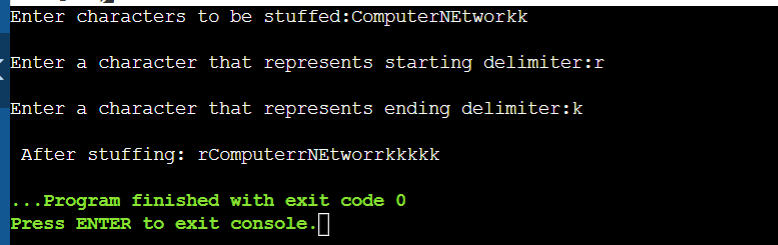 Enter characters to be stuffed:ComputerNEtworkk
Enter a character that represents starting delimiter:r
Enter a character that represents ending delimiter:k
After stuffing: rComputerrNEtworrkkkkk
...Program finished with exit code 0
Press ENTER to exit console.